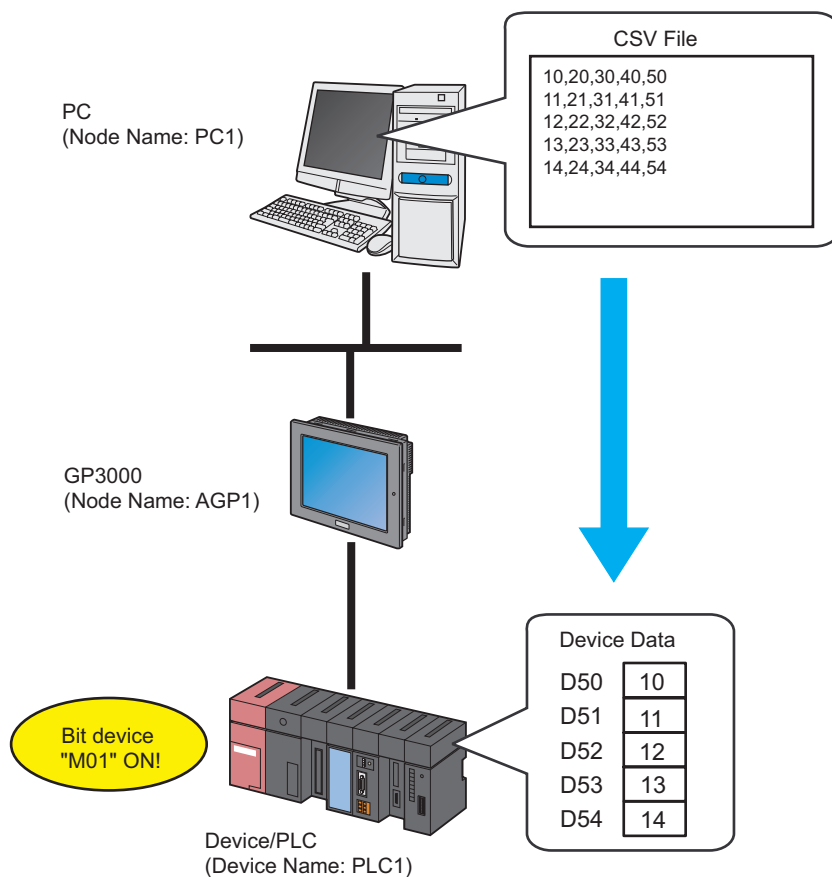 CSV File
10,20,30,40,50
11,21,31,41,51
12,22,32,42,52
13,23,33,43,53
14,24,34,44,54
PC
(Node Name: PC1)
GP3000
(Node Name: AGP1)
Device Data
D50 10
D51 11
D52 12
D53 13
D54 14
Bit device
"M01" ON!
Device/PLC
(Device Name: PLC1)